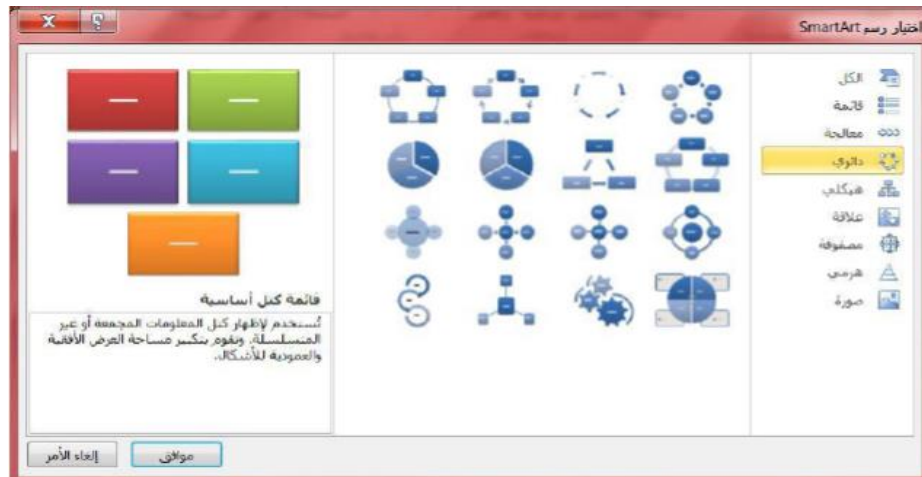 اختيار رسم SmartArt
الكل
قائمة
معالجة
دائري
هيكلي
علاقة
مصفوفة
هرمي
صورة
قائمة كتل أساسية
تُستخدم لإظهار كتل المعلومات المجمعة أو غير
المتسلسلة. وتقوم بتكبير مساحة العرض الأفقية
والعمودية للأشكال.
موافق
إلغاء الأمر